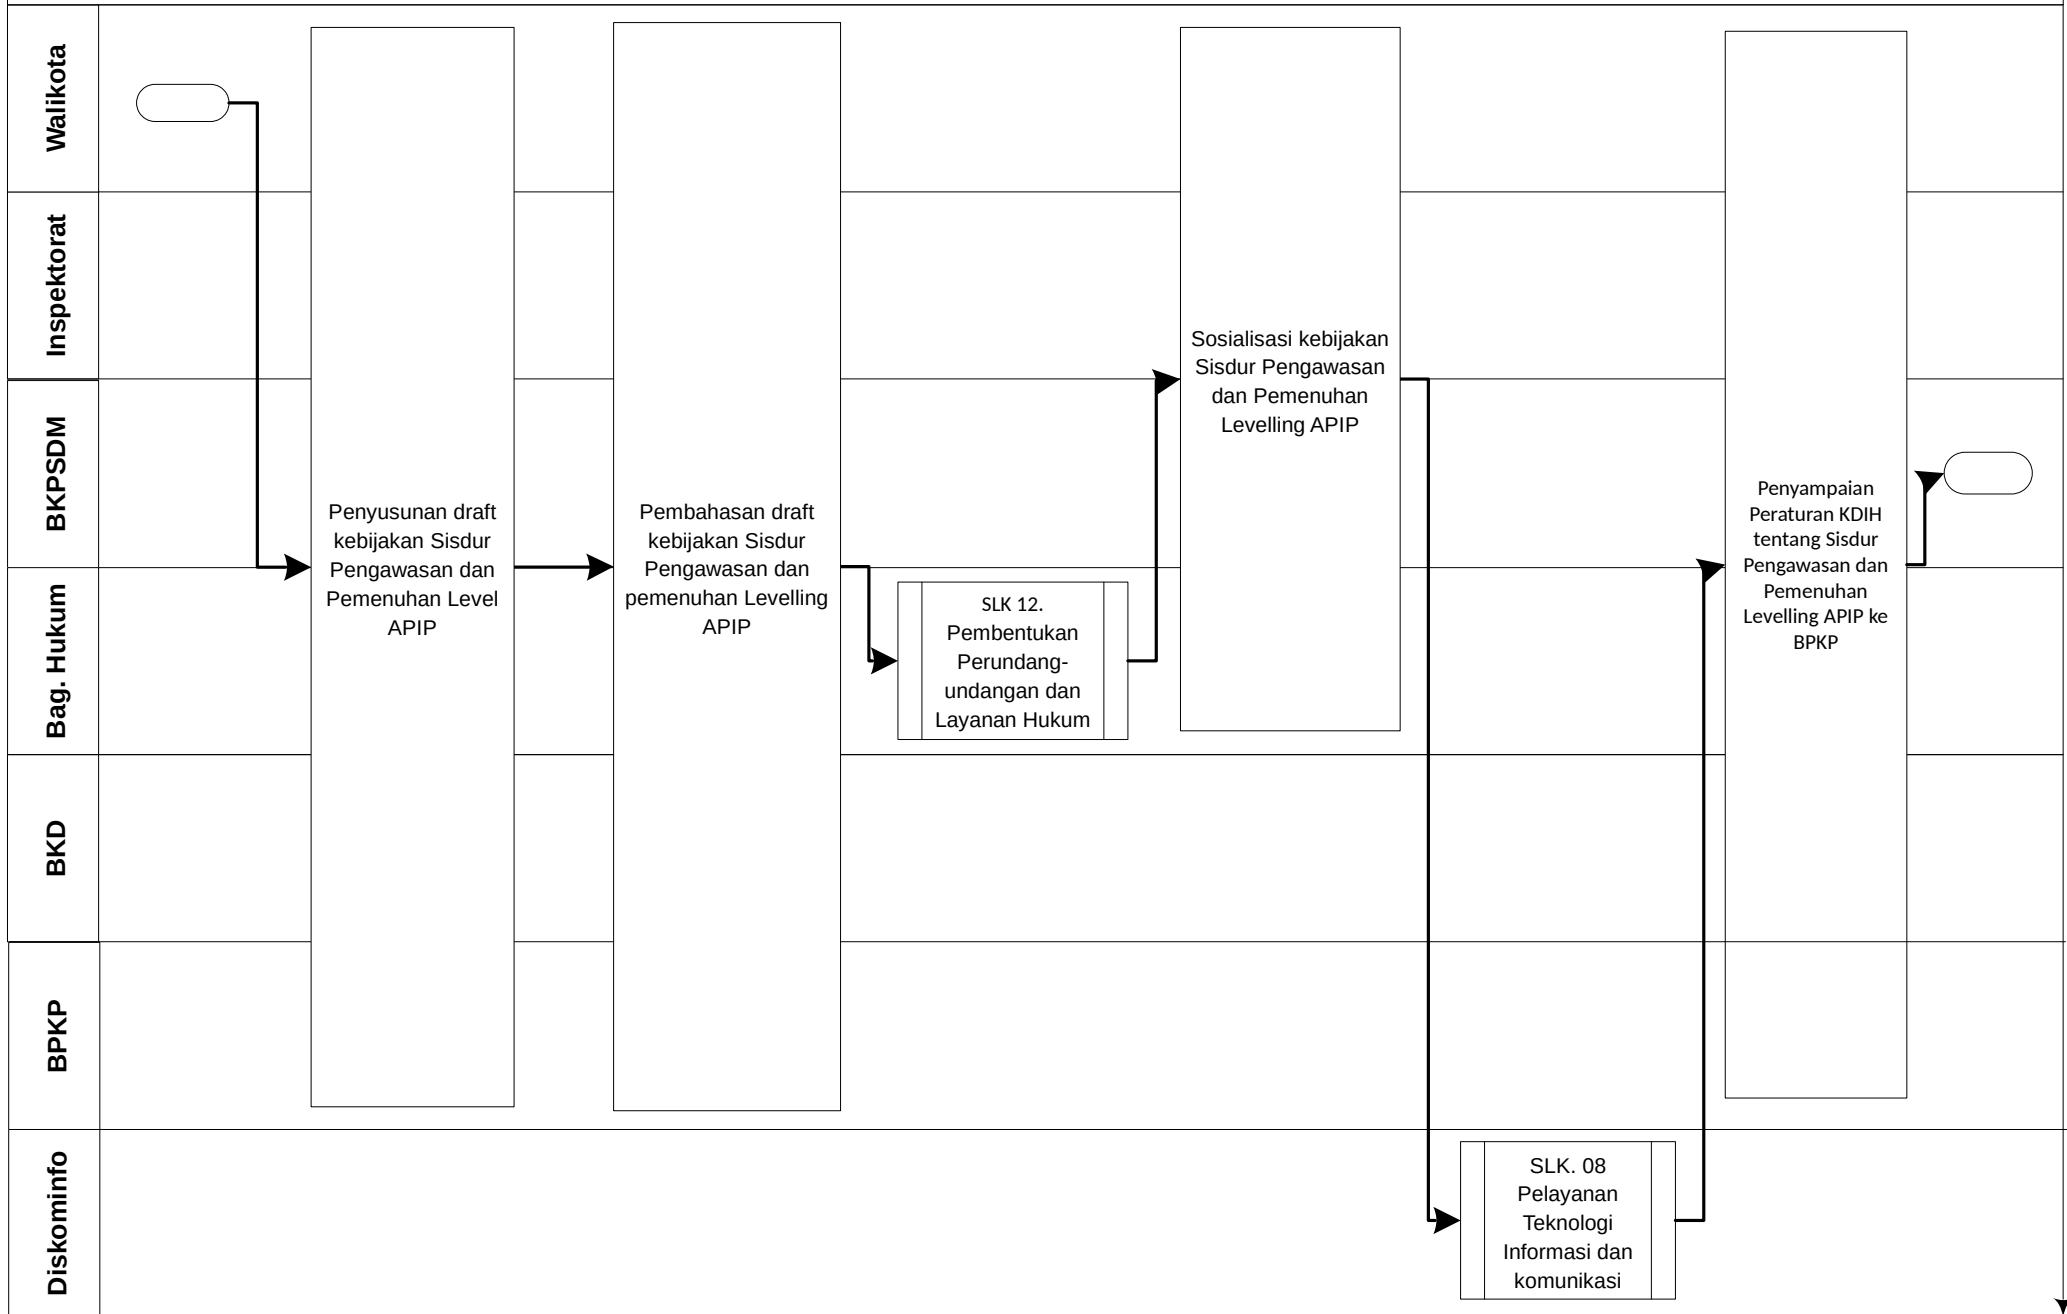 Walikota
Inspektorat
BKPSDM
Bag. Hukum
BKD
BPKP
Diskominfo
Penyusunan draft
kebijakan Sisdur
Pengawasan dan
Pemenuhan Level
APIP
Pembahasan draft
kebijakan Sisdur
Pengawasan dan
pemenuhan Levelling
APIP
SLK 12.
Pembentukan
Perundang-
undangan dan
Layanan Hukum
Sosialisasi kebijakan
Sisdur Pengawasan
dan Pemenuhan
Levelling APIP
SLK. 08
Pelayanan
Teknologi
Informasi dan
komunikasi
Penyampaian
Peraturan KDIH
tentang Sisdur
Pengawasan dan
Pemenuhan
Levelling APIP ke
BPKP